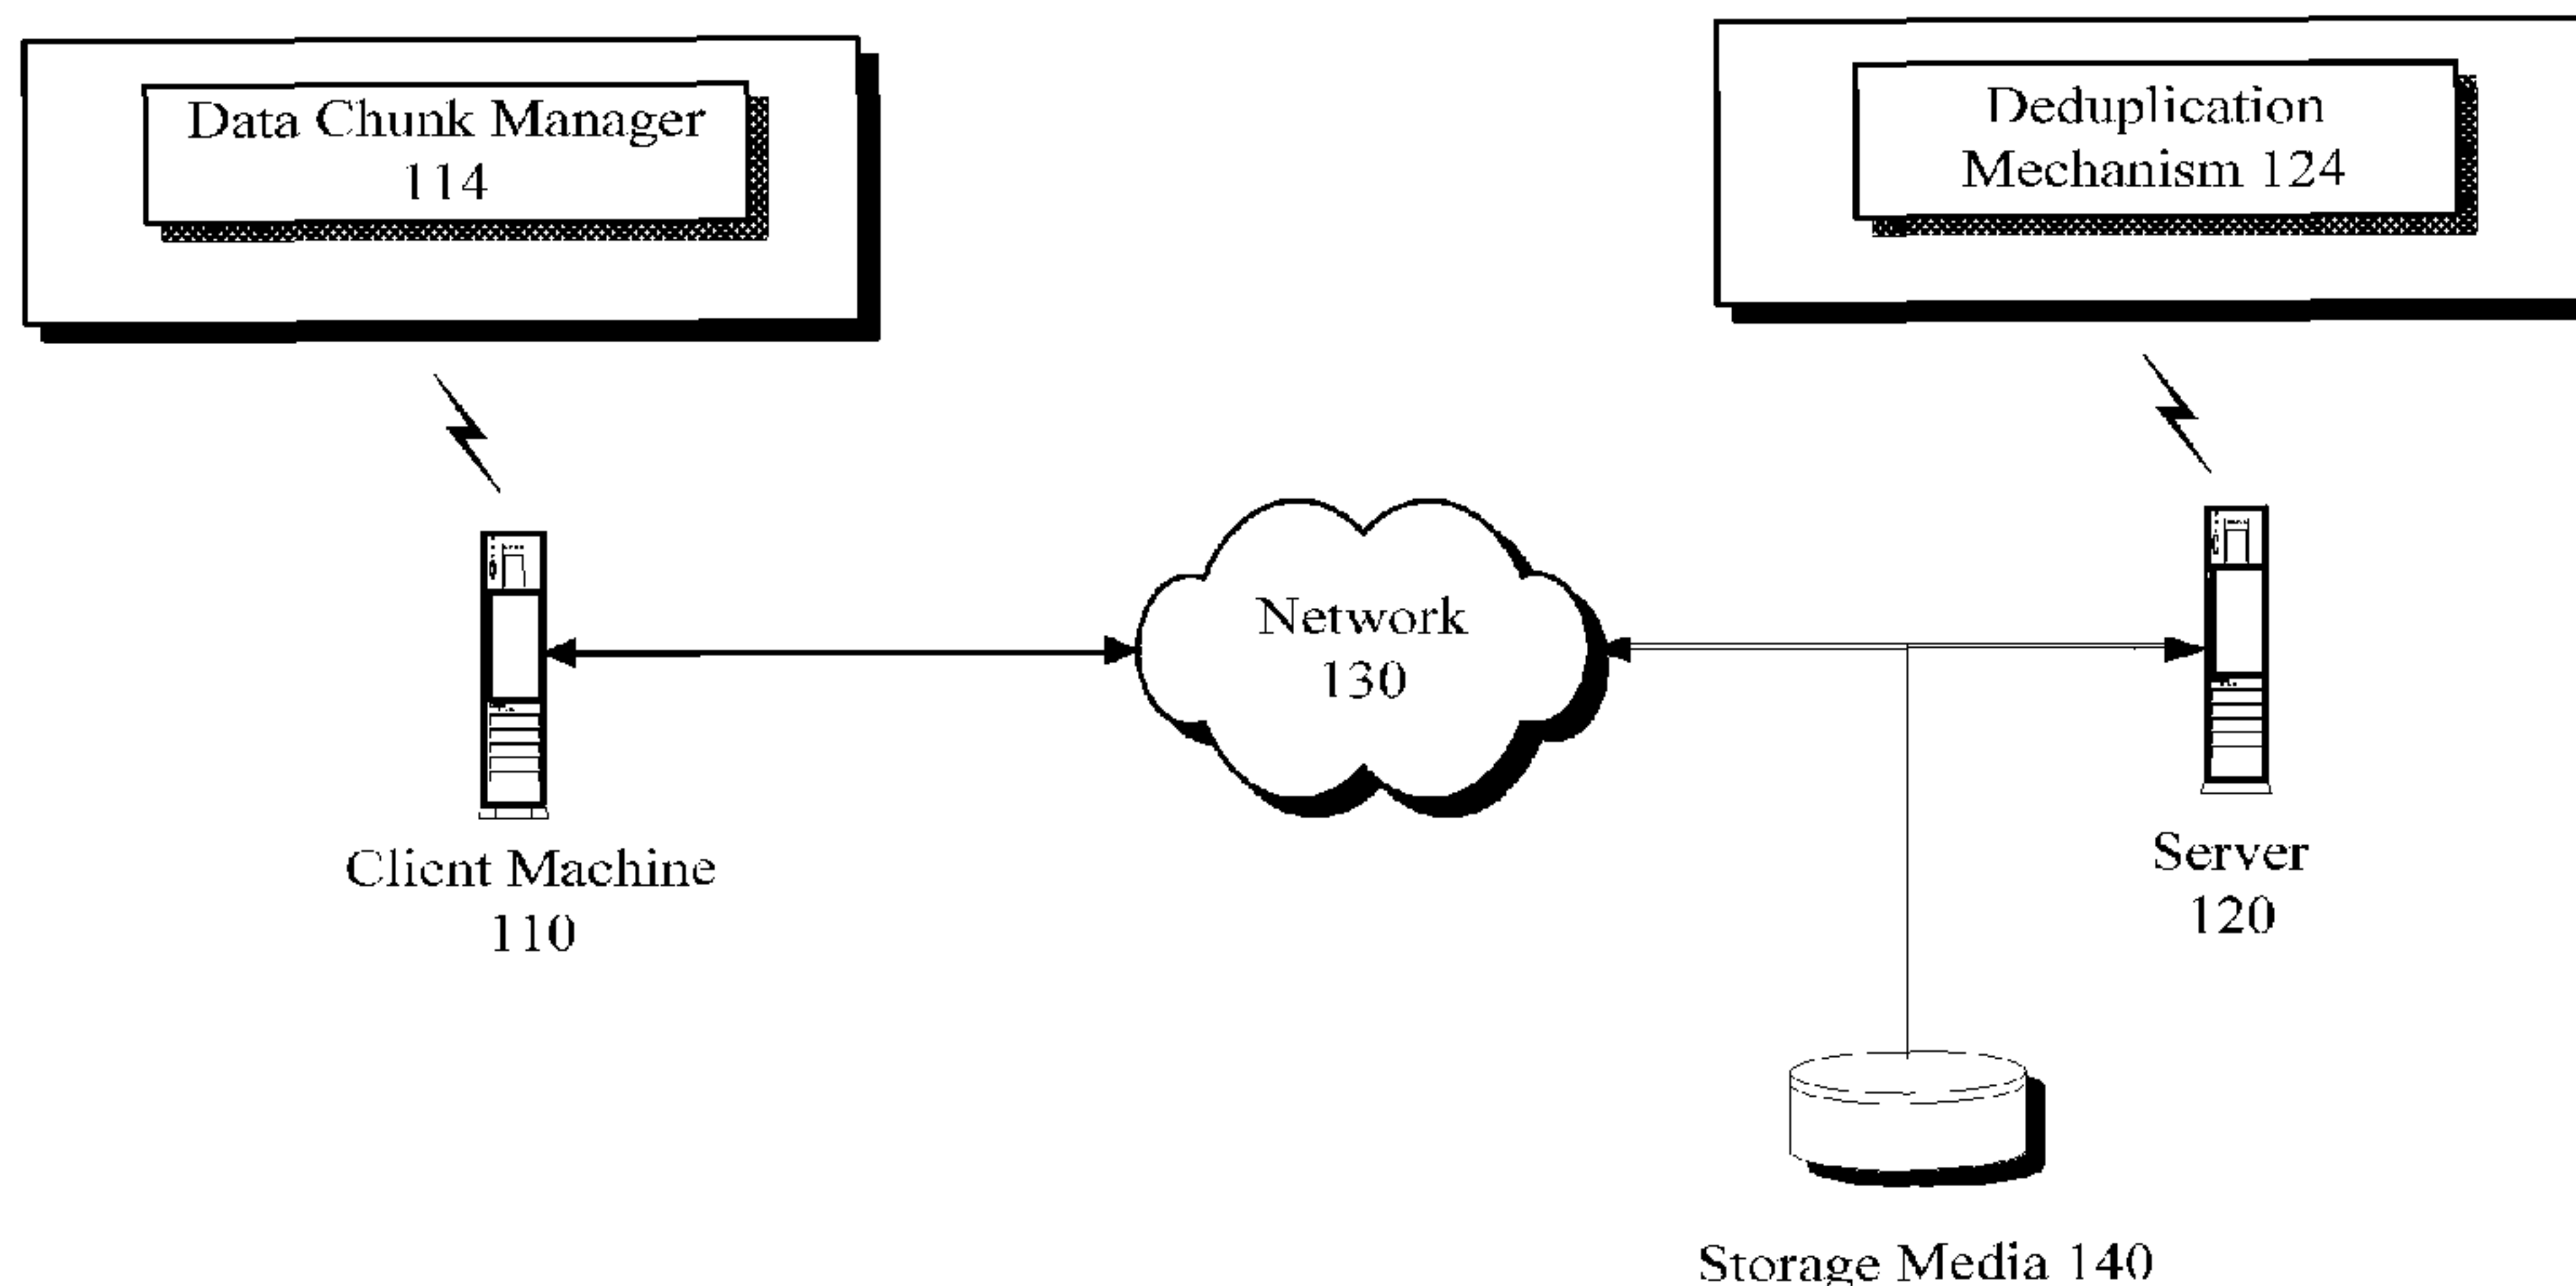 Data Chunk Manager
114
Deduplication
Mechanism 124
Network
130
Client Machine
110
Server
120
Storage Media 140